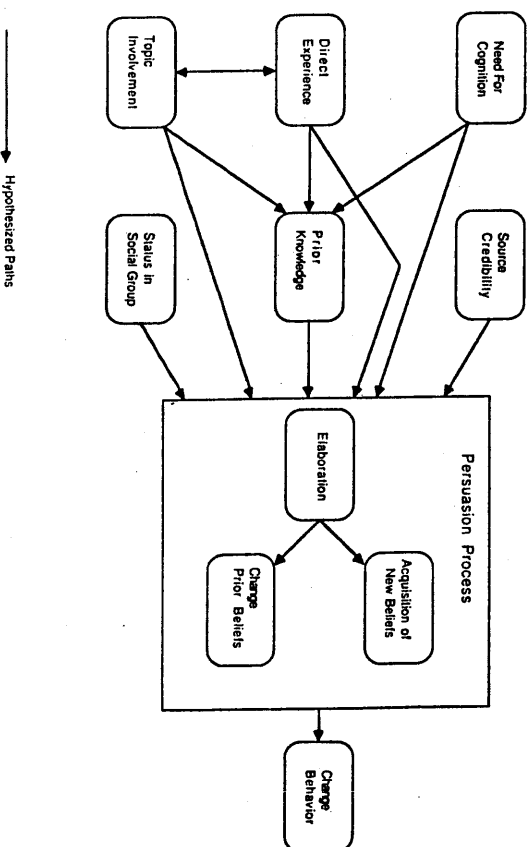 Need For
Cognition
Source
Credibility
Direct
Experience
Prior
Knowledge
Topic
Involvement
Status in
Social Group
Persuasion Process
Elaboration
Acquisition of
New Beliefs
Change
Prior Beliefs
Change
Behavior
Hypothesized Paths